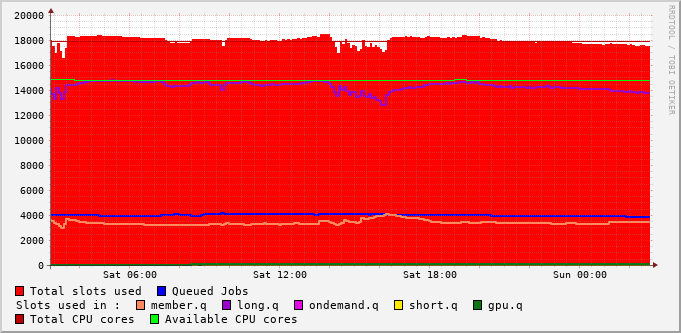 RRDTOOL / TOBI OETIKER
20000
18000
16000
14000
12000
10000
8000
6000
4000
2000
0
Sat 06:00 Sat 12:00 Sat 18:00 Sun 00:00
Total slots used Queued Jobs
Slots used in : member.q long.q ondemand.q short.q gpu.q
Total CPU cores Available CPU cores